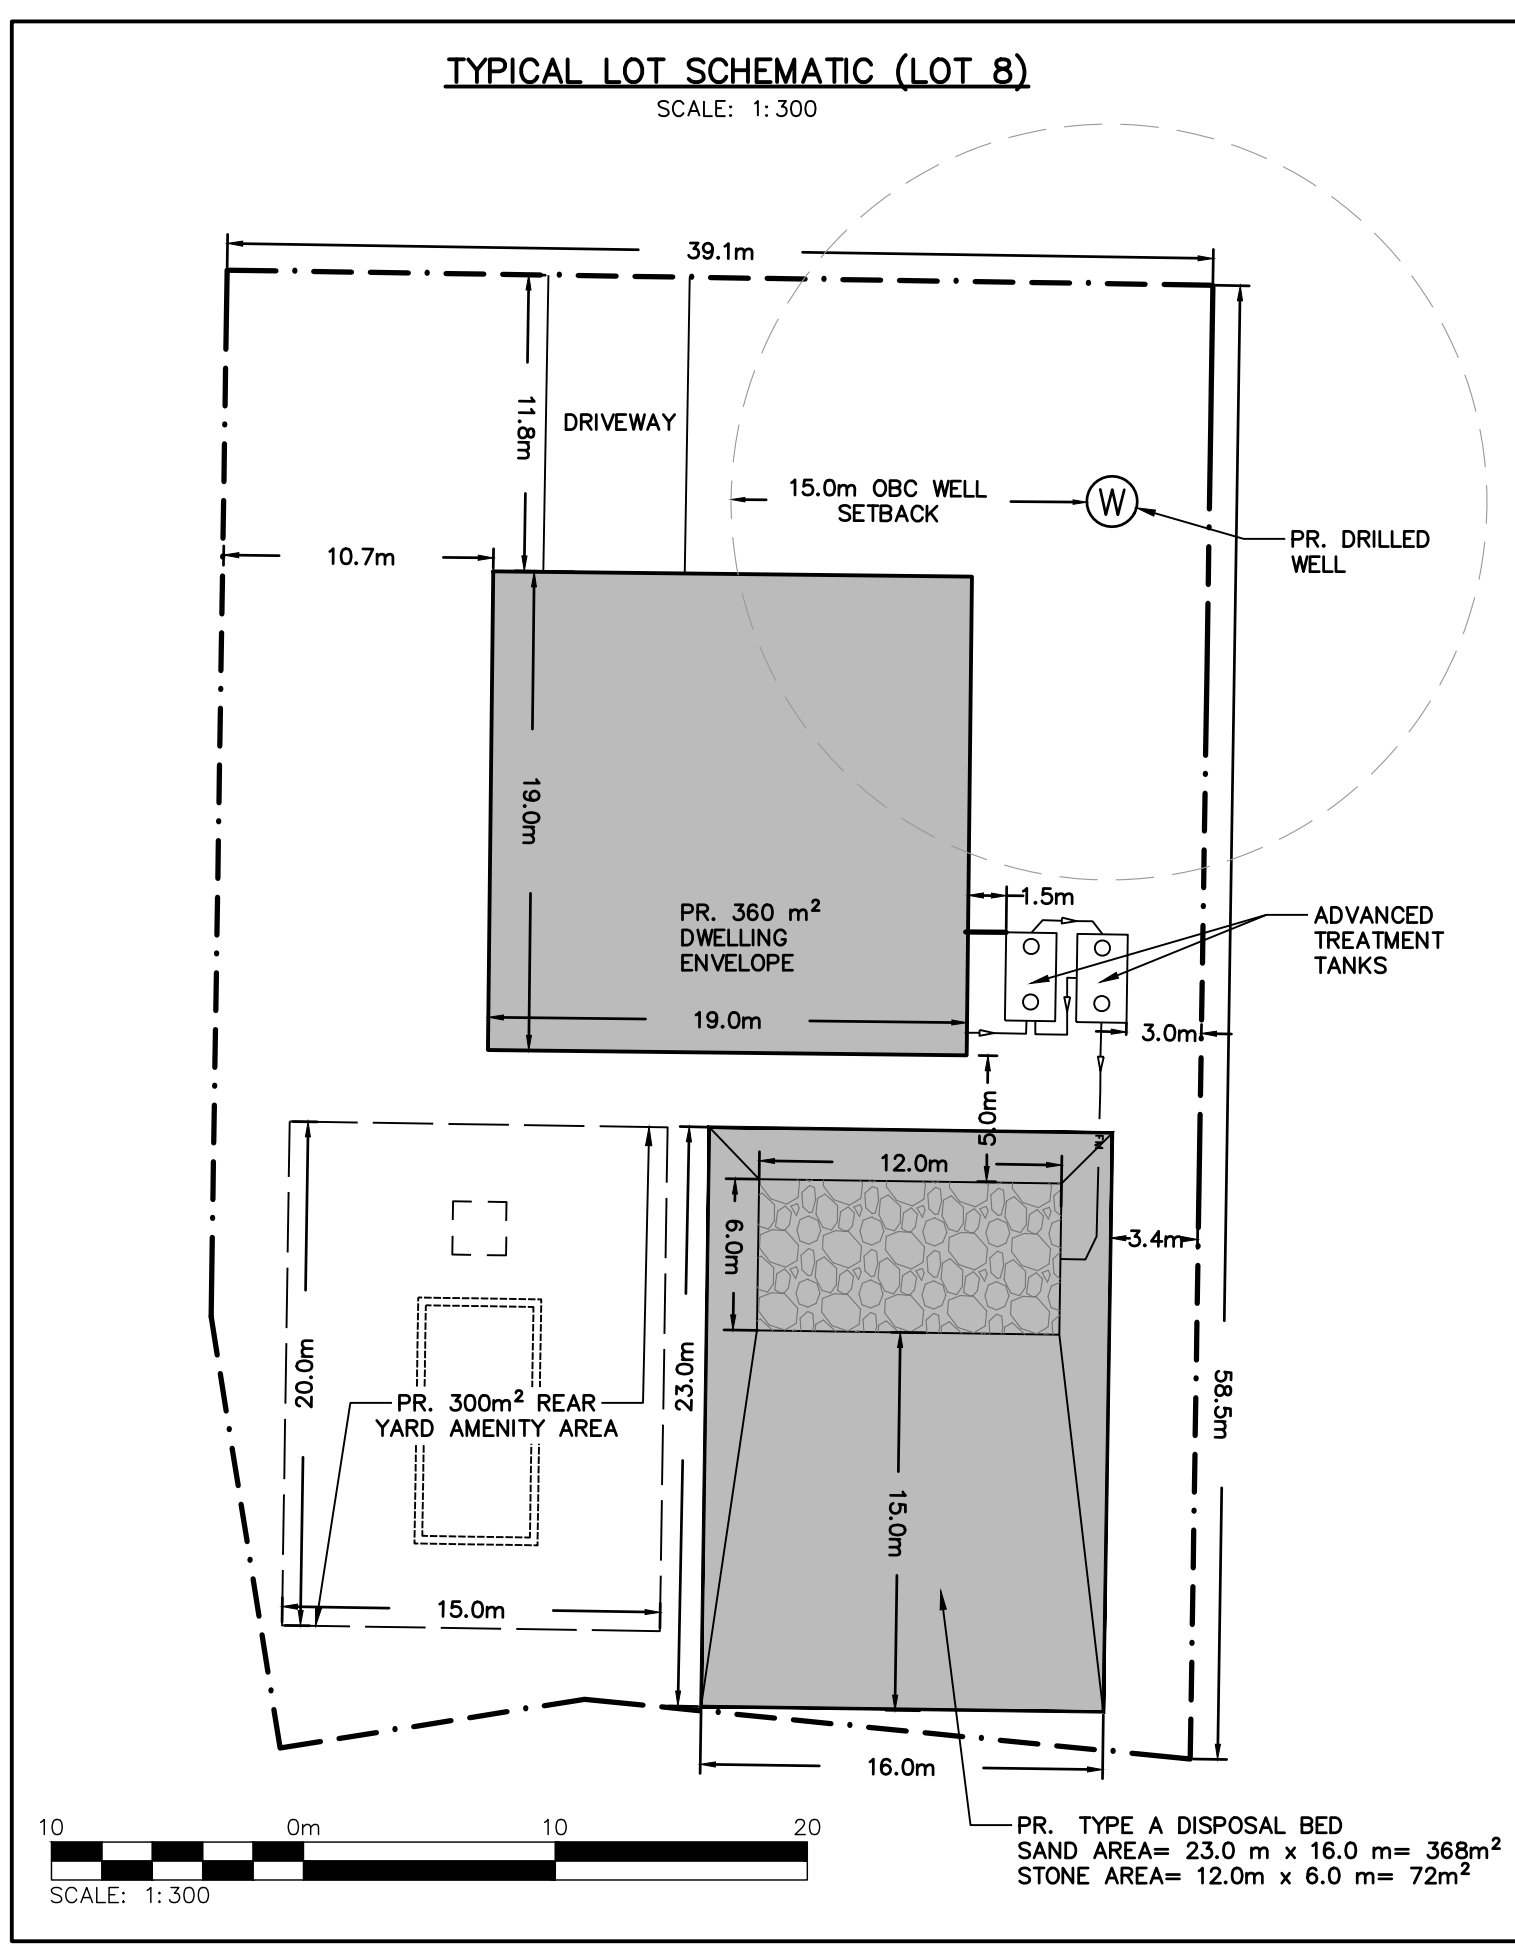 TYPICAL LOT SCHEMATIC (LOT 8)
SCALE: 1:300
39.1m
11.8m
DRIVEWAY
15.0m OBC WELL
SETBACK
W
PR. DRILLED
WELL
10.7m
19.0m
PR. 360 m²
DWELLING
ENVELOPE
19.0m
1.5m
ADVANCED
TREATMENT
TANKS
3.0m
5.0m
FM
12.0m
6.0m
3.4m
20.0m
23.0m
PR. 300m² REAR
YARD AMENITY AREA
58.5m
15.0m
15.0m
16.0m
PR. TYPE A DISPOSAL BED
SAND AREA= 23.0 m x 16.0 m= 368m²
STONE AREA= 12.0m x 6.0 m= 72m²
10 0m 10 20
SCALE: 1:300